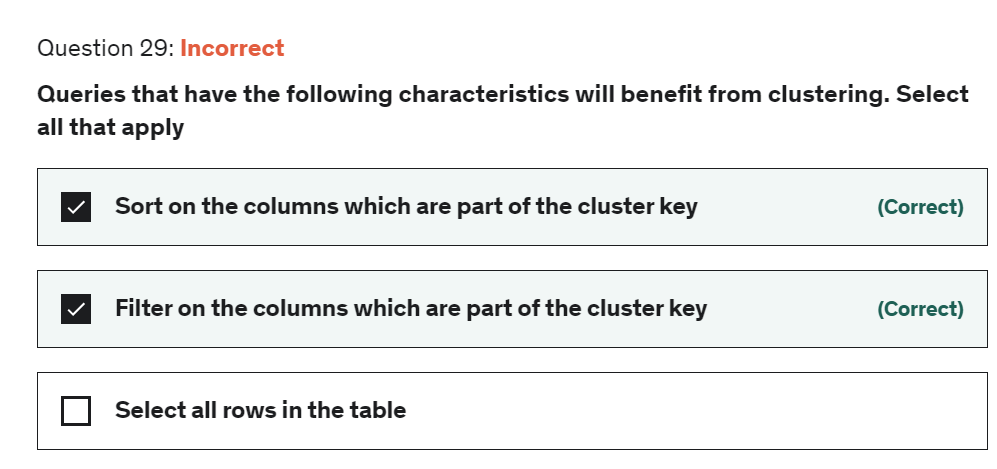 Question 29: Incorrect
Queries that have the following characteristics will benefit from clustering. Select
all that apply
Sort on the columns which are part of the cluster key (Correct)
Filter on the columns which are part of the cluster key (Correct)
Select all rows in the table